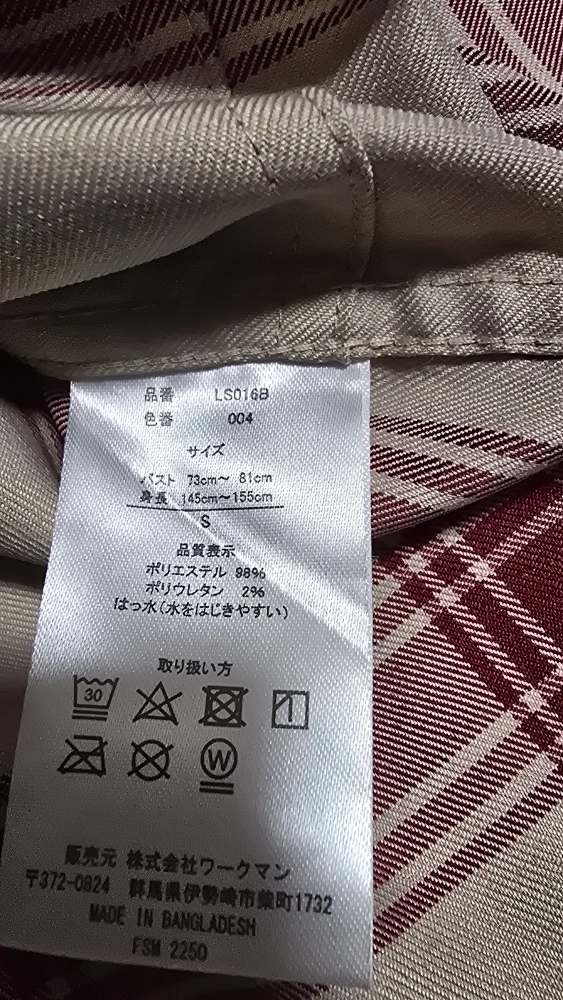 品番 LS016B
色番 004
サイズ
バスト 73cm～ 81cm
身長 145cm～155cm
S
品質表示
ポリエステル 98%
ポリウレタン 2%
はっ水(水をはじきやすい)
取り扱い方
30
W
販売元 株式会社ワークマン
〒372-0824 群馬県伊勢崎市柴町1732
MADE IN BANGLADESH
FSM 2250